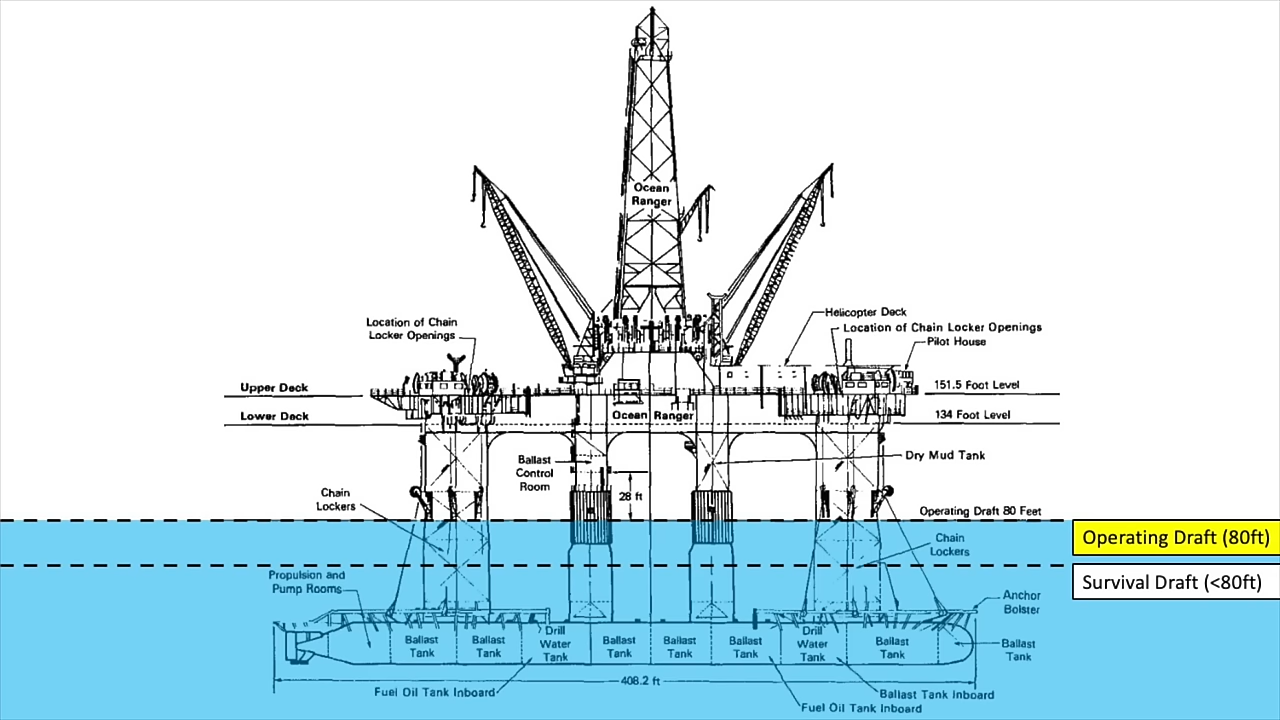 Ocean
Ranger
Helicopter Deck
Location of Chain
Locker Openings
Location of Chain Locker Openings
Pilot House
Upper Deck
151.5 Foot Level
Lower Deck
Ocean Ranger
134 Foot Level
Ballast
Control
Room
Dry Mud Tank
Chain
Lockers
28 ft
Operating Draft 80 Feet
Operating Draft (80ft)
Chain
Lockers
Survival Draft (<80ft)
Propulsion and
Pump Rooms
Anchor
Bolster
Ballast
Tank
Ballast
Tank
Drill
Water
Tank
Ballast
Tank
Ballast
Tank
Ballast
Tank
Drill
Water
Tank
Ballast
Tank
Ballast
Tank
408.2 ft
Fuel Oil Tank Inboard
Ballast Tank Inboard
Fuel Oil Tank Inboard